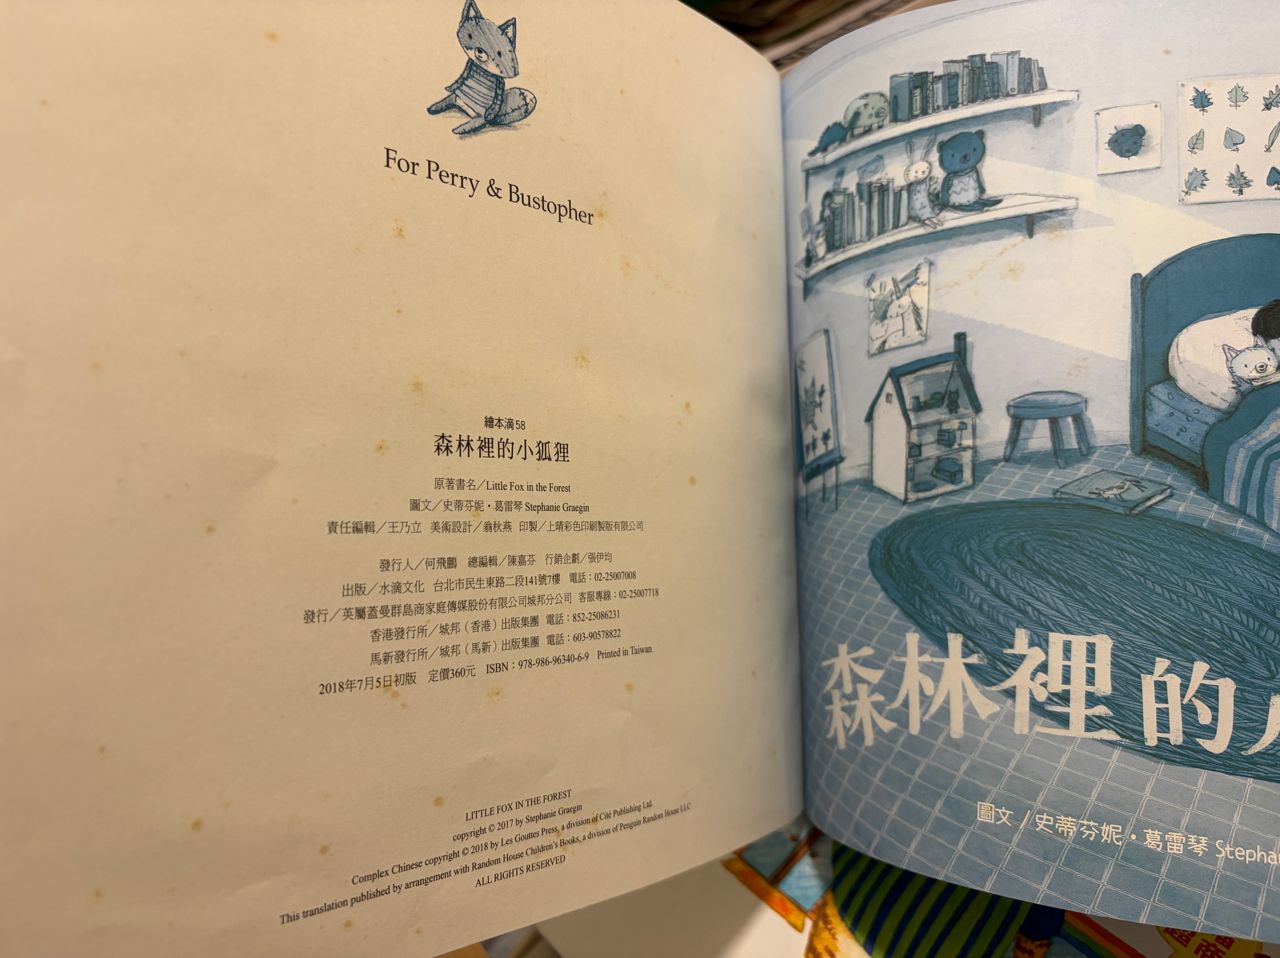 For Perry & Bustopher
繪本滴 58
森林裡的小狐狸
原著書名／Little Fox in the Forest
圖文／史蒂芬妮・葛雷琴 Stephanie Graegin
責任編輯／王乃立 美術設計／翁秋燕 印製／上晴彩色印刷製版有限公司
發行人／何飛鵬 總編輯／陳嘉芬 行銷企劃／張伊均
出版／水滴文化 台北市民生東路二段141號7樓 電話：02-25007008
發行／英屬蓋曼群島商家庭傳媒股份有限公司城邦分公司 客服專線：02-25007718
香港發行所／城邦（香港）出版集團 電話：852-25086231
馬新發行所／城邦（馬新）出版集團 電話：603-90578822
2018年7月5日初版 定價360元 ISBN：978-986-96340-6-9 Printed in Taiwan
LITTLE FOX IN THE FOREST
copyright © 2017 by Stephanie Graegin
Complex Chinese copyright © 2018 by Les Gouttes Press, a division of Cité Publishing Ltd.
This translation published by arrangement with Random House Children's Books, a division of Penguin Random House LLC
ALL RIGHTS RESERVED
森林裡的
圖文／史蒂芬妮・葛雷琴